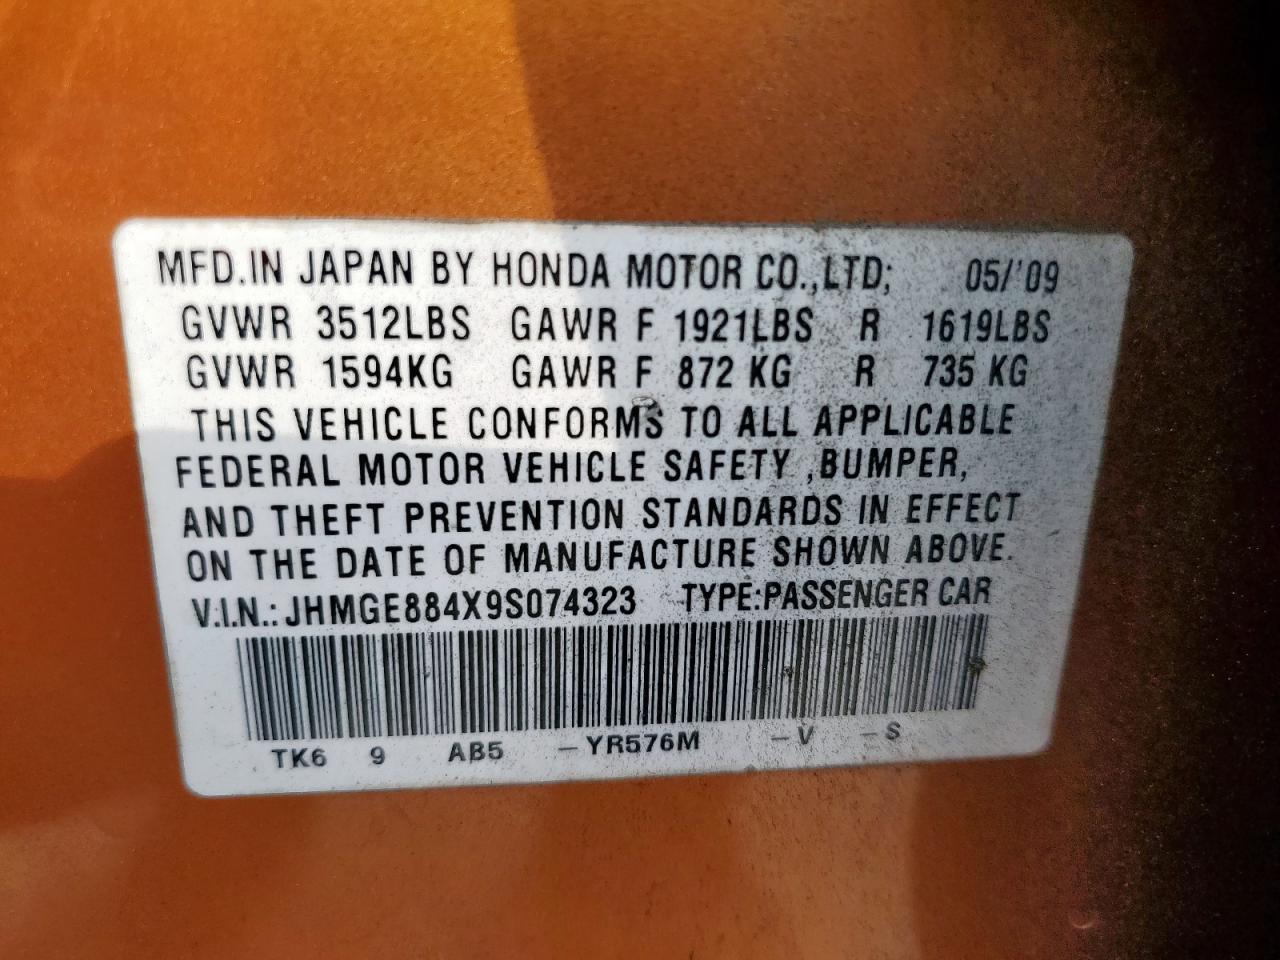 MFD.IN JAPAN BY HONDA MOTOR CO.,LTD; 05/'09
GVWR 3512LBS GAWR F 1921LBS R 1619LBS
GVWR 1594KG GAWR F 872 KG R 735 KG
THIS VEHICLE CONFORMS TO ALL APPLICABLE
FEDERAL MOTOR VEHICLE SAFETY ,BUMPER,
AND THEFT PREVENTION STANDARDS IN EFFECT
ON THE DATE OF MANUFACTURE SHOWN ABOVE.
V.I.N.: JHMGE884X9S074323 TYPE:PASSENGER CAR
TK6 9 AB5 –YR576M –V –S